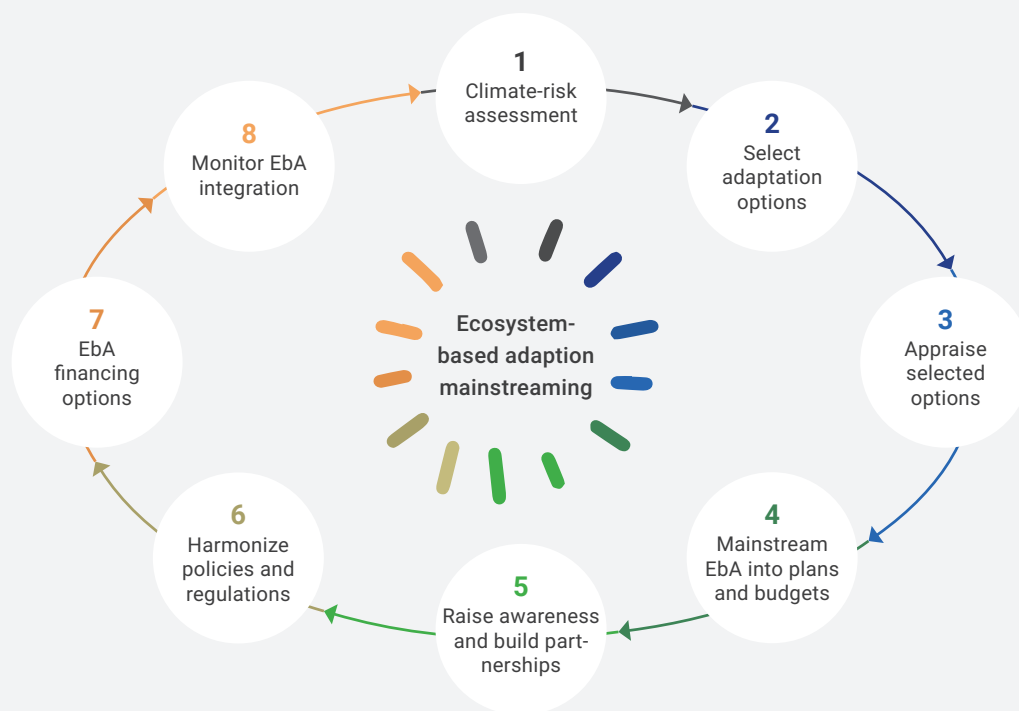 1
Climate-risk
assessment
2
Select
adaptation
options
3
Appraise
selected
options
4
Mainstream
EbA into plans
and budgets
5
Raise awareness
and build part-
nerships
6
Harmonize
policies and
regulations
7
EbA
financing
options
8
Monitor EbA
integration
Ecosystem-
based adaption
mainstreaming